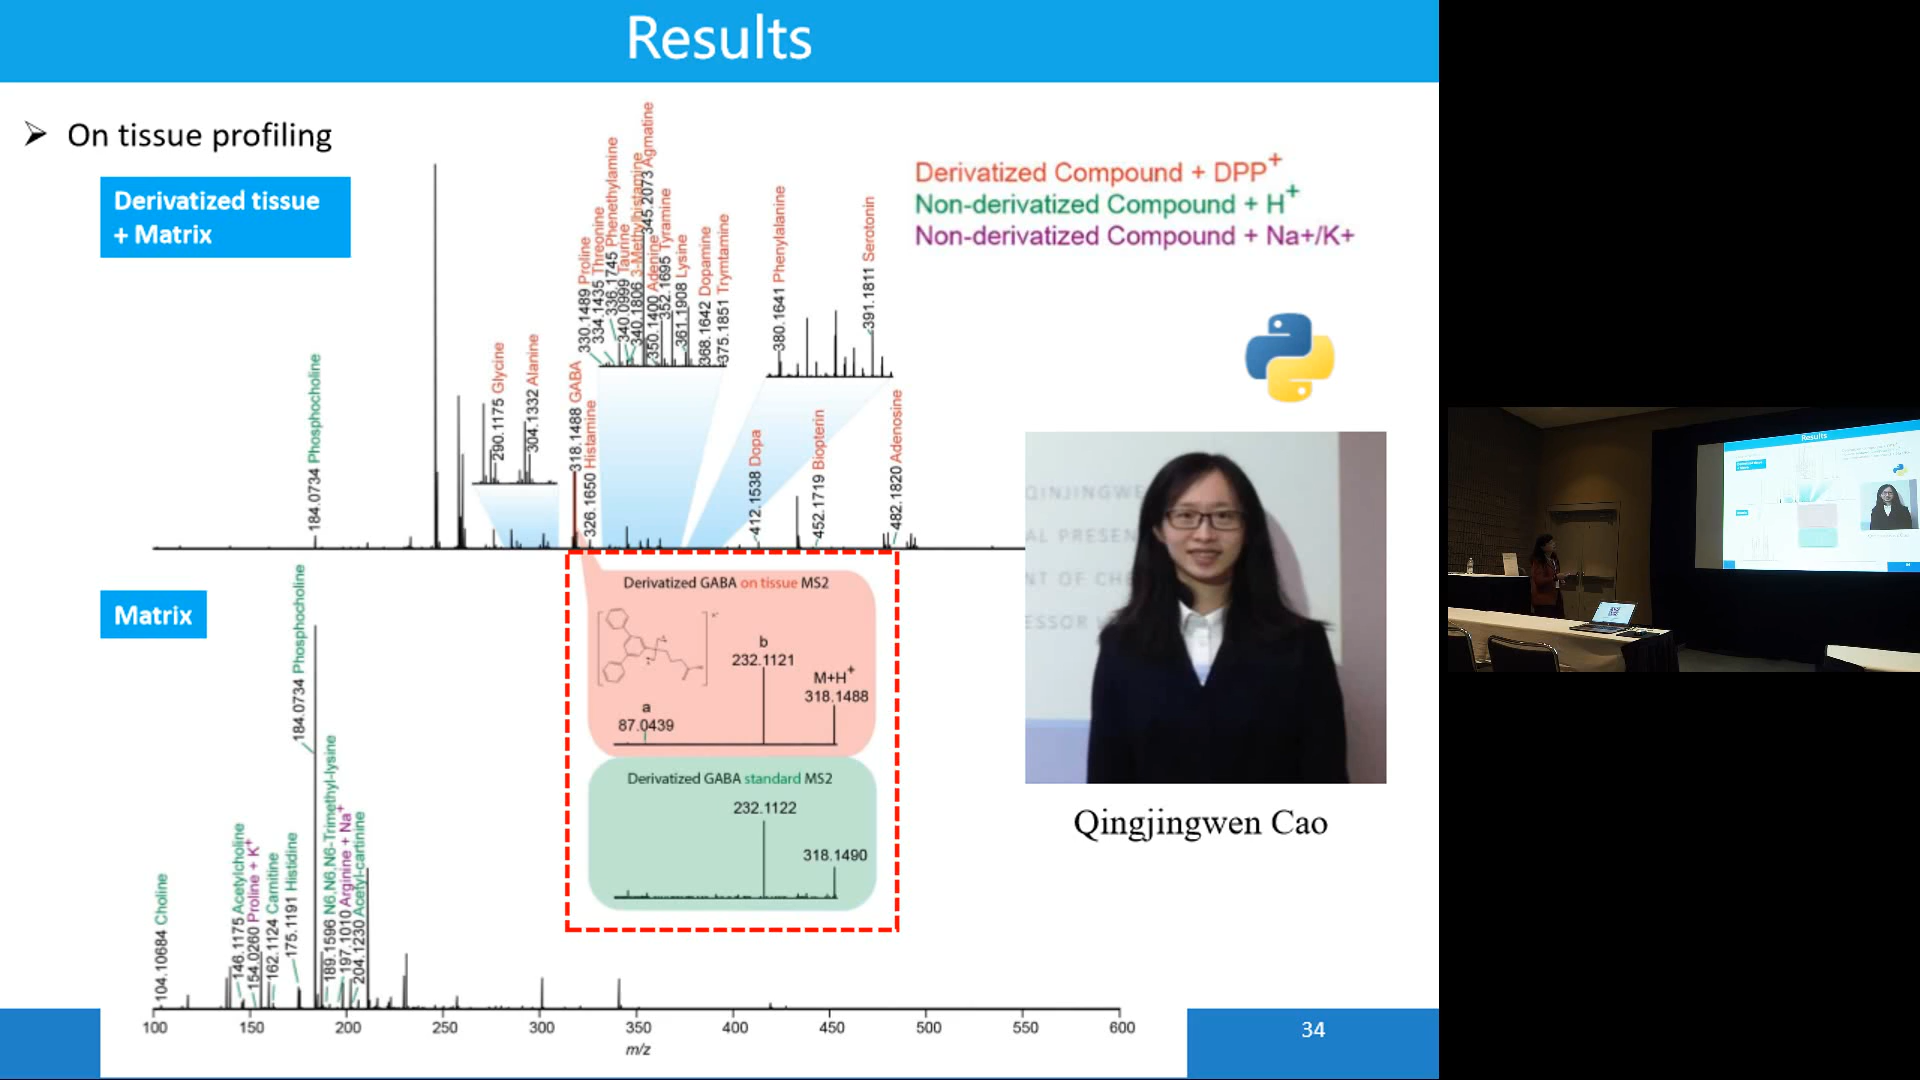 Results
➢ On tissue profiling
Derivatized tissue
+ Matrix
Derivatized Compound + DPP+
Non-derivatized Compound + H+
Non-derivatized Compound + Na+/K+
184.0734 Phosphocholine
290.1175 Glycine
304.1332 Alanine
318.1488 GABA
326.1650 Histamine
330.1489 Proline
334.1435 Threonine
336.1745 Phenethylamine
340.0999 Taurine
340.1806 3-Methylhistamine
345.2073 Agmatine
350.1400 Adenine
352.1695 Tyramine
361.1908 Lysine
368.1642 Dopamine
375.1851 Trymtamine
380.1641 Phenylalanine
391.1811 Serotonin
412.1538 Dopa
452.1719 Biopterin
482.1820 Adenosine
Matrix
104.10684 Choline
146.1175 Acetylcholine
154.0260 Proline + K+
162.1124 Carnitine
175.1191 Histidine
184.0734 Phosphocholine
189.1596 N6,N6,N6-Trimethyl-lysine
197.1010 Arginine + Na+
204.1230 Acetyl-cartinine
Derivatized GABA on tissue MS2
a
87.0439
b
232.1121
M+H+
318.1488
Derivatized GABA standard MS2
232.1122
318.1490
100 150 200 250 300 350 400 450 500 550 600
m/z
Qingjingwen Cao
34
Results